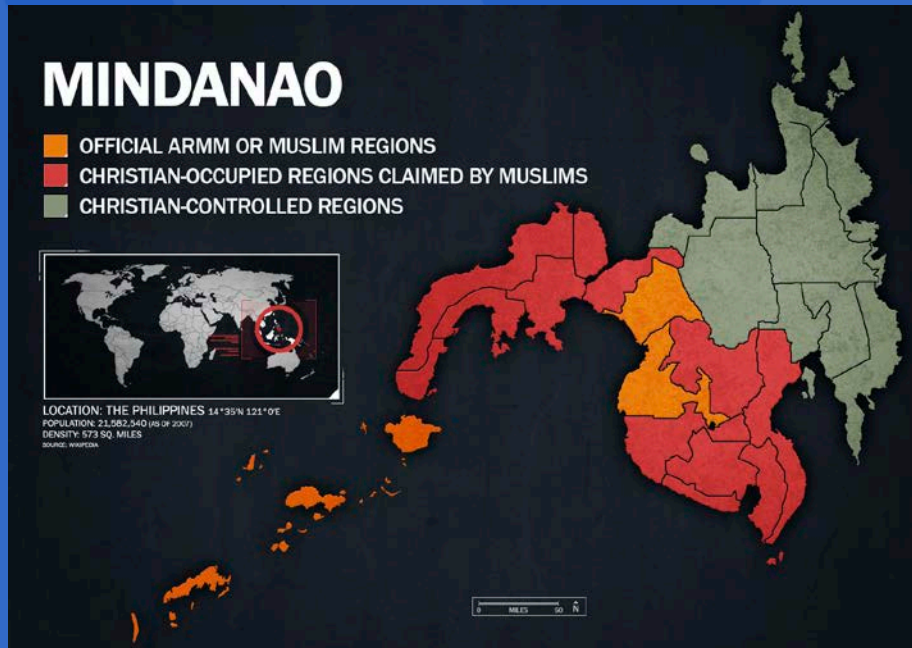 MINDANAO
OFFICIAL ARMM OR MUSLIM REGIONS
CHRISTIAN-OCCUPIED REGIONS CLAIMED BY MUSLIMS
CHRISTIAN-CONTROLLED REGIONS
LOCATION: THE PHILIPPINES 14°35'N 121°0'E
POPULATION: 21,582,540 (AS OF 2007)
DENSITY: 573 SQ. MILES
SOURCE: WIKIPEDIA
0 MILES 50 N